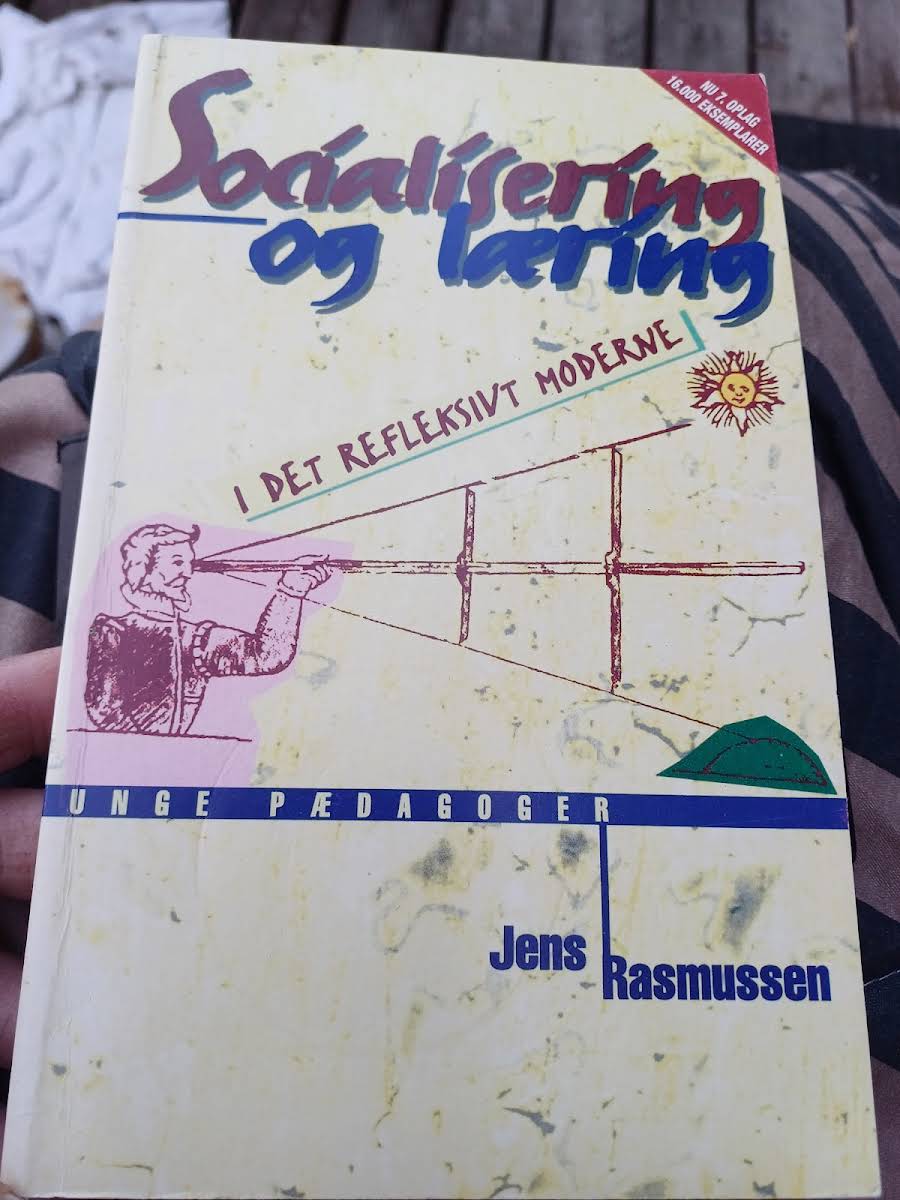 NU 7. OPLAG
16.000 EKSEMPLARER
Socialisering
og læring
I DET REFLEKSIVT MODERNE
UNGE PÆDAGOGER
Jens
Rasmussen